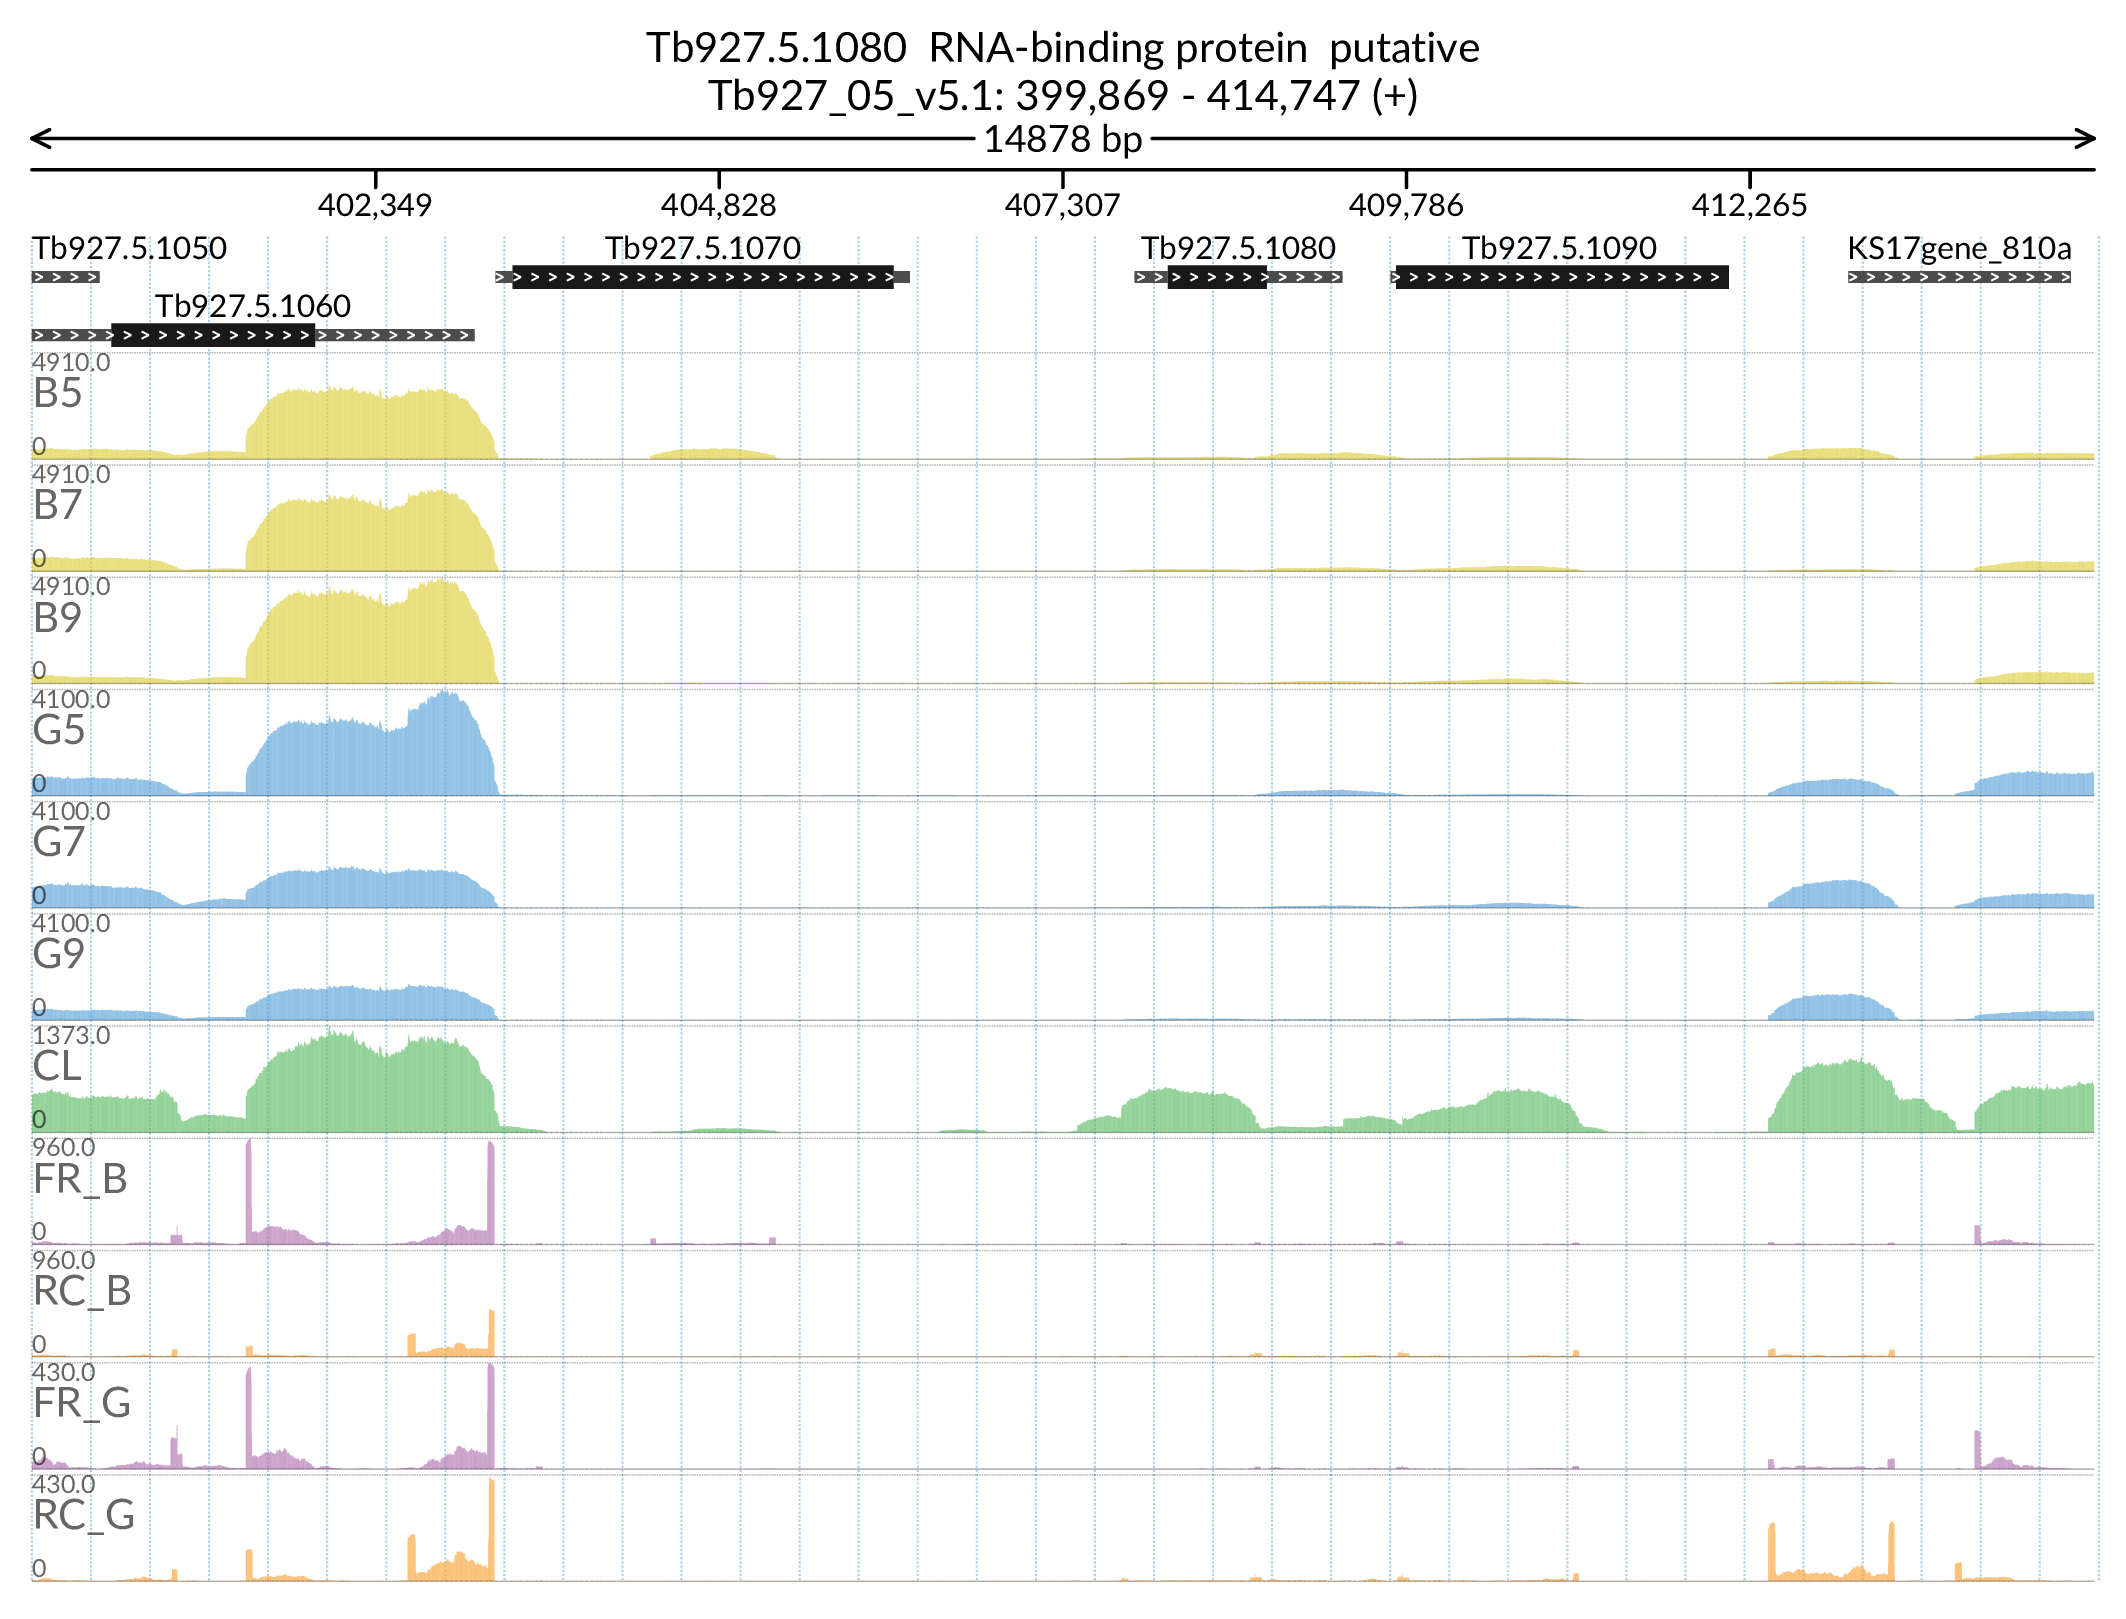 Tb927.5.1080  RNA-binding protein  putative
Tb927_05_v5.1: 399,869 - 414,747 (+)
14878 bp
402,349 404,828 407,307 409,786 412,265
Tb927.5.1050 Tb927.5.1070 Tb927.5.1080 Tb927.5.1090 KS17gene_810a
Tb927.5.1060
4910.0
B5
0
4910.0
B7
0
4910.0
B9
0
4100.0
G5
0
4100.0
G7
0
4100.0
G9
0
1373.0
CL
0
960.0
FR_B
0
960.0
RC_B
0
430.0
FR_G
0
430.0
RC_G
0